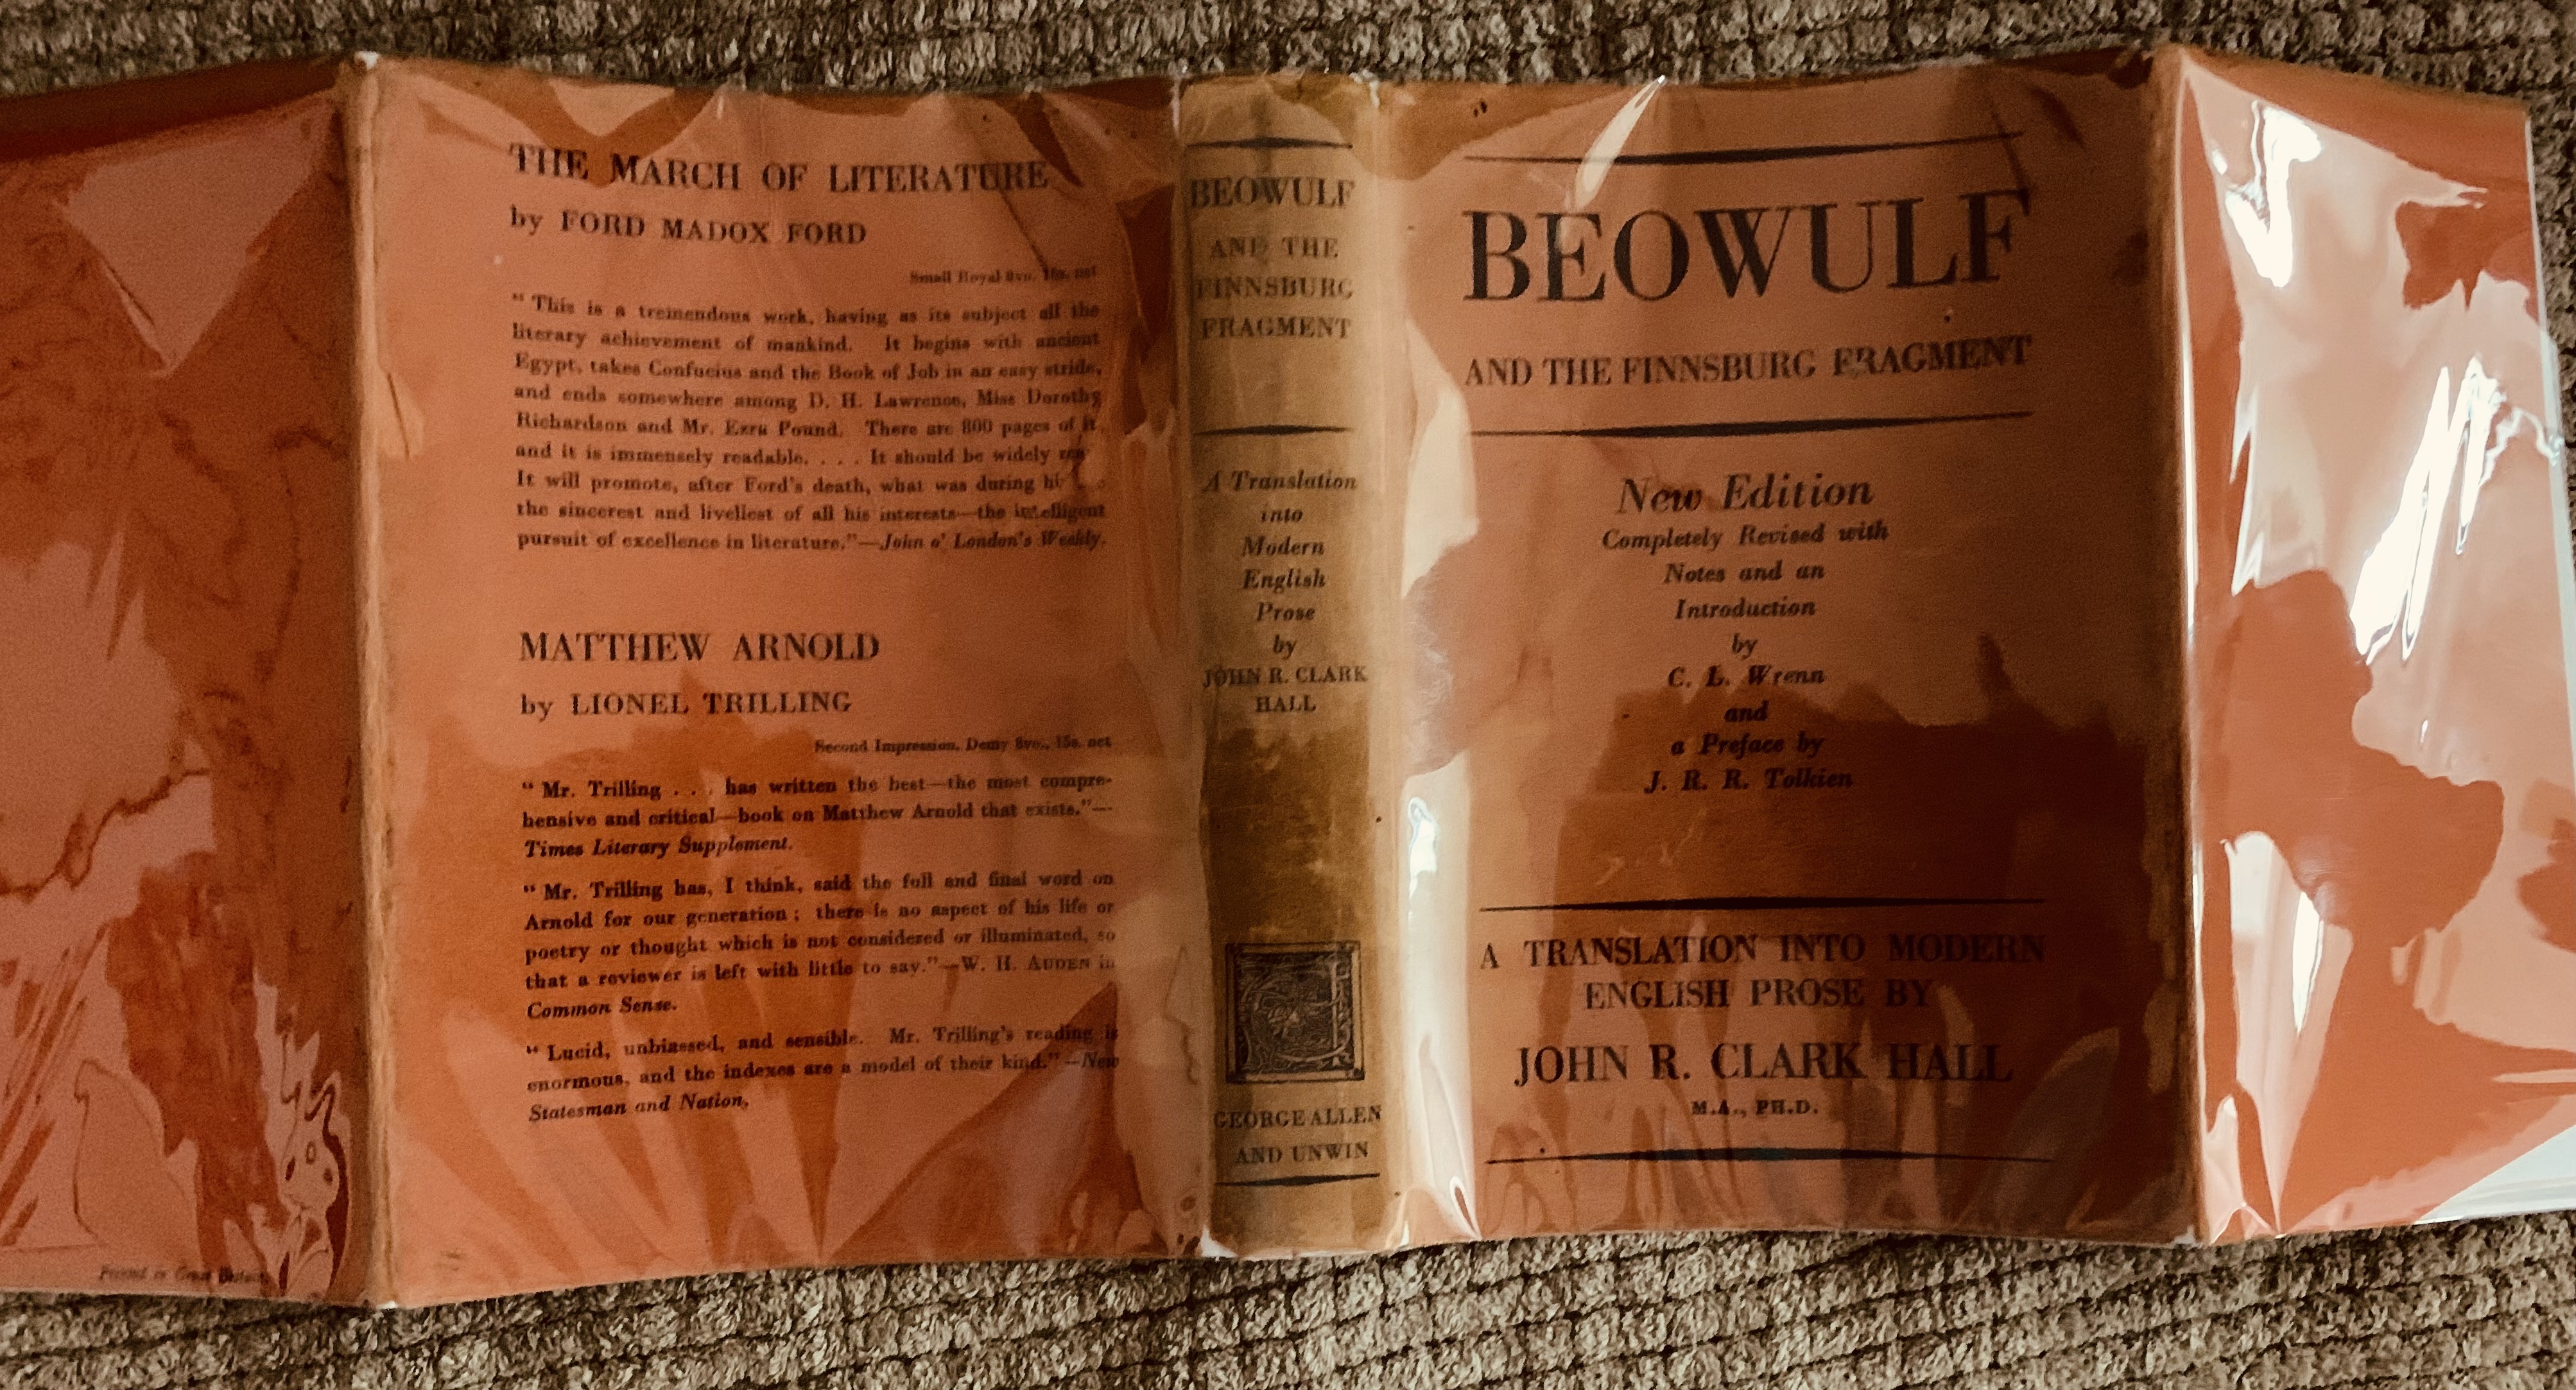 THE MARCH OF LITERATURE
by FORD MADOX FORD
Small Royal 8vo. 16s. net
“ This is a tremendous work, having as its subject all the
literary achievement of mankind. It begins with ancient
Egypt, takes Confucius and the Book of Job in an easy stride,
and ends somewhere among D. H. Lawrence, Miss Dorothy
Richardson and Mr. Ezra Pound. There are 800 pages of it,
and it is immensely readable. . . . It should be widely
It will promote, after Ford's death, what was during
the sincerest and liveliest of all his interests—the intelligent
pursuit of excellence in literature.”—John o' London's Weekly.
MATTHEW ARNOLD
by LIONEL TRILLING
Second Impression. Demy 8vo., 15s. net
“ Mr. Trilling . . . has written the best—the most compre-
hensive and critical—book on Matthew Arnold that exists.”—
Times Literary Supplement.
“ Mr. Trilling has, I think, said the full and final word on
Arnold for our generation ; there is no aspect of his life or
poetry or thought which is not considered or illuminated, so
that a reviewer is left with little to say.”—W. H. AUDEN in
Common Sense.
“ Lucid, unbiassed, and sensible. Mr. Trilling's reading is
enormous, and the indexes are a model of their kind.”—New
Statesman and Nation.
Printed in Great Britain
BEOWULF
AND THE
FINNSBURG
FRAGMENT
A Translation
into
Modern
English
Prose
by
JOHN R. CLARK
HALL
GEORGE ALLEN
AND UNWIN
BEOWULF
AND THE FINNSBURG FRAGMENT
New Edition
Completely Revised with
Notes and an
Introduction
by
C. L. Wrenn
and
a Preface by
J. R. R. Tolkien
A TRANSLATION INTO MODERN
ENGLISH PROSE BY
JOHN R. CLARK HALL
M.A., PH.D.